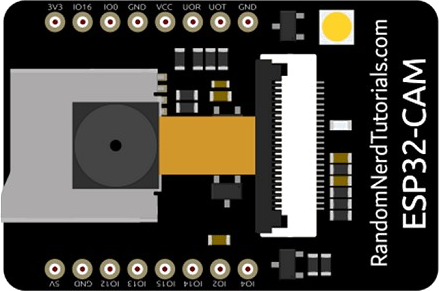 3V3 IO16 IO0 GND VCC UOR UOT GND
RandomNerdTutorials.com
ESP32-CAM
5V GND IO12 IO13 IO15 IO14 IO2 IO4